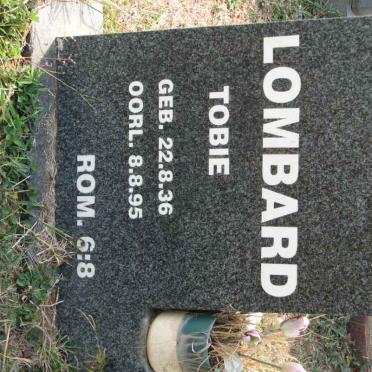 LOMBARD
TOBIE
GEB. 22.8.36
OORL. 8.8.95
ROM. 6:8